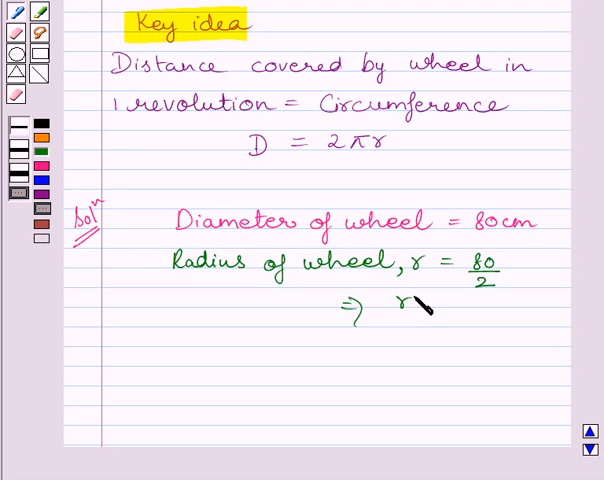 Key idea
Distance covered by wheel in
1 revolution = Circumference
D = 2πr
Solⁿ Diameter of wheel = 80cm
Radius of wheel, r = 80/2
⇒ r